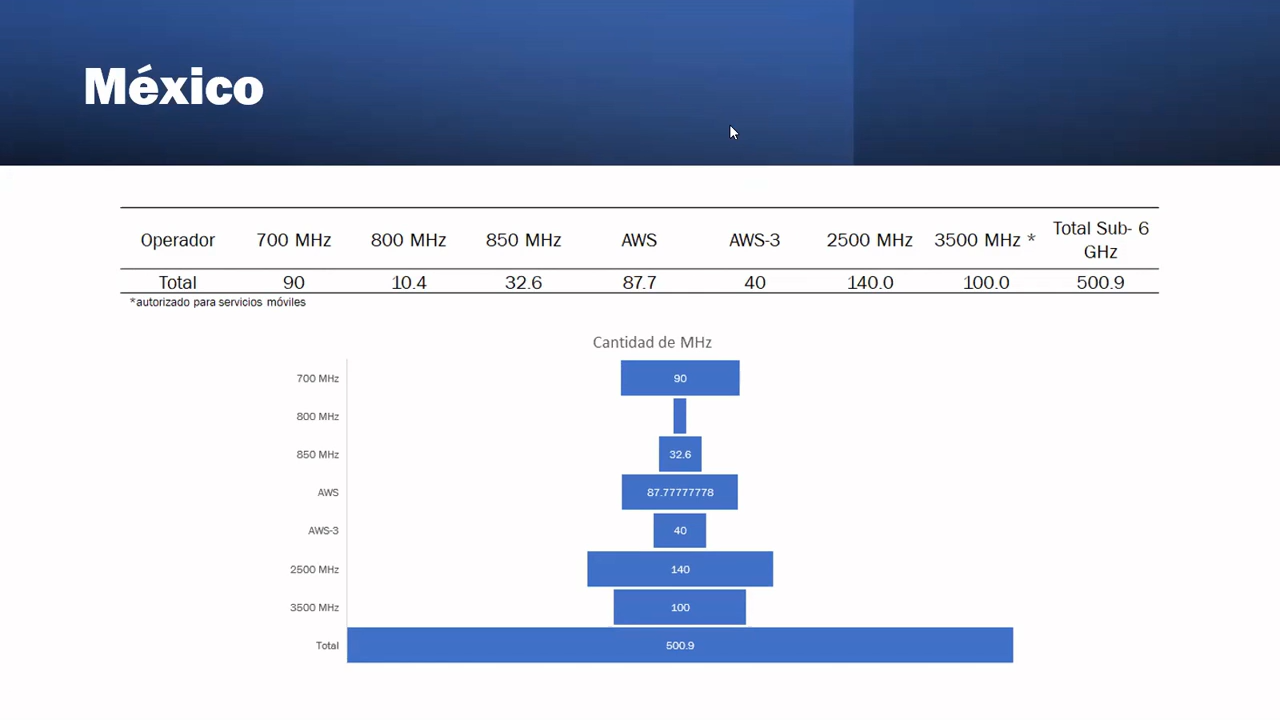 México
Operador 700 MHz 800 MHz 850 MHz AWS AWS-3 2500 MHz 3500 MHz * Total Sub- 6 GHz
Total 90 10.4 32.6 87.7 40 140.0 100.0 500.9
*autorizado para servicios móviles
Cantidad de MHz
700 MHz 90
800 MHz
850 MHz 32.6
AWS 87.77777778
AWS-3 40
2500 MHz 140
3500 MHz 100
Total 500.9